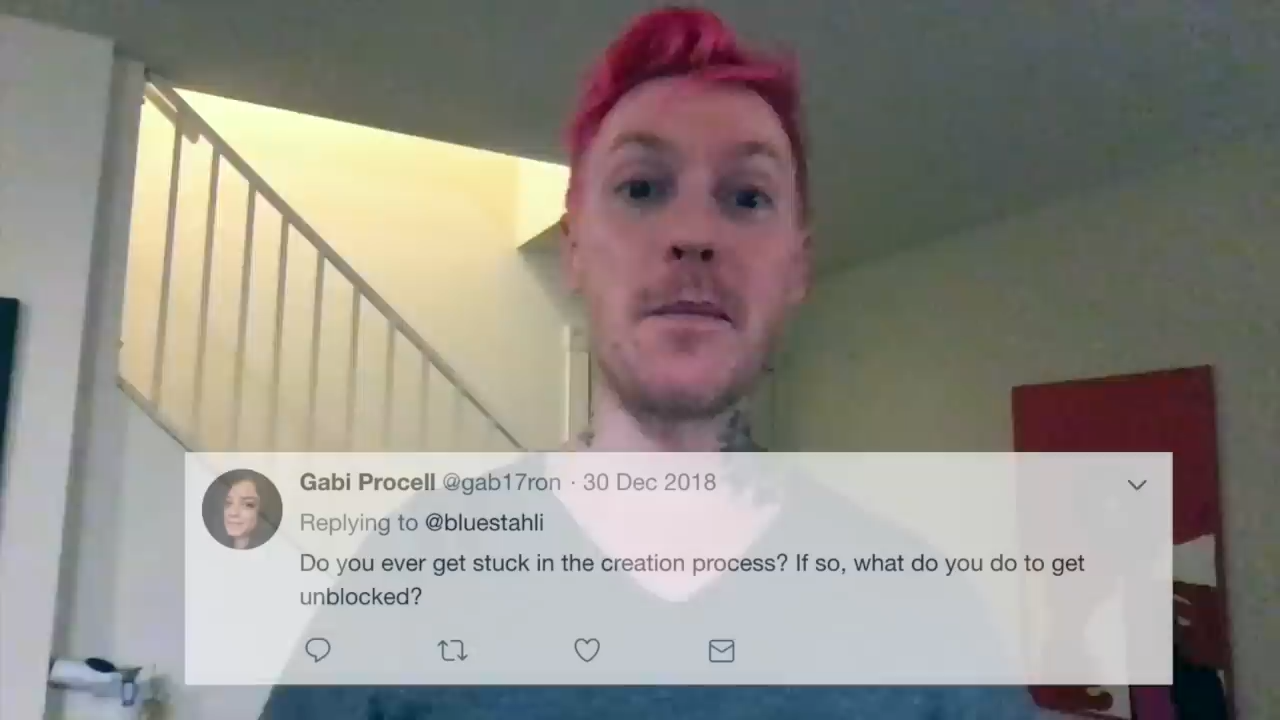 Gabi Procell @gab17ron · 30 Dec 2018
Replying to @bluestahli
Do you ever get stuck in the creation process? If so, what do you do to get
unblocked?